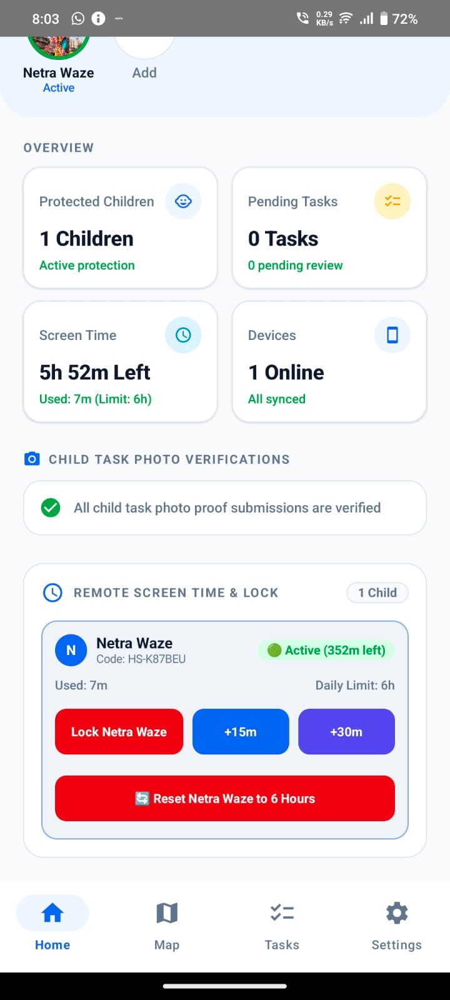 8:03
0.29
KB/s
72%
Netra Waze
Active
Add
OVERVIEW
Protected Children
1 Children
Active protection
Pending Tasks
0 Tasks
0 pending review
Screen Time
5h 52m Left
Used: 7m (Limit: 6h)
Devices
1 Online
All synced
CHILD TASK PHOTO VERIFICATIONS
All child task photo proof submissions are verified
REMOTE SCREEN TIME & LOCK
1 Child
N
Netra Waze
Code: HS-K87BEU
Active (352m left)
Used: 7m
Daily Limit: 6h
Lock Netra Waze
+15m
+30m
Reset Netra Waze to 6 Hours
Home
Map
Tasks
Settings